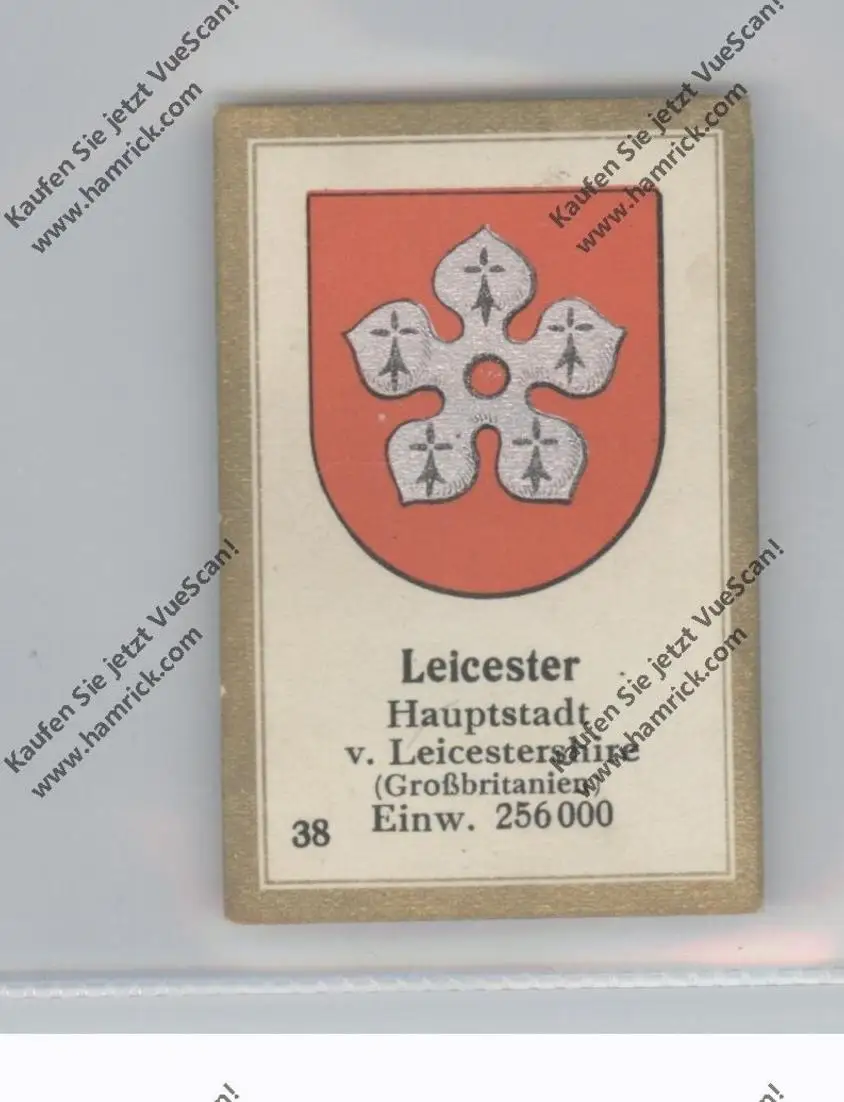 Kaufen Sie jetzt VueScan!
www.hamrick.com
Kaufen Sie jetzt VueScan!
www.hamrick.com
Leicester
Hauptstadt
v. Leicestershire
(Großbritanien)
Einw. 256000
38
Kaufen Sie jetzt VueScan!
www.hamrick.com
Kaufen Sie jetzt VueScan!
www.hamrick.com